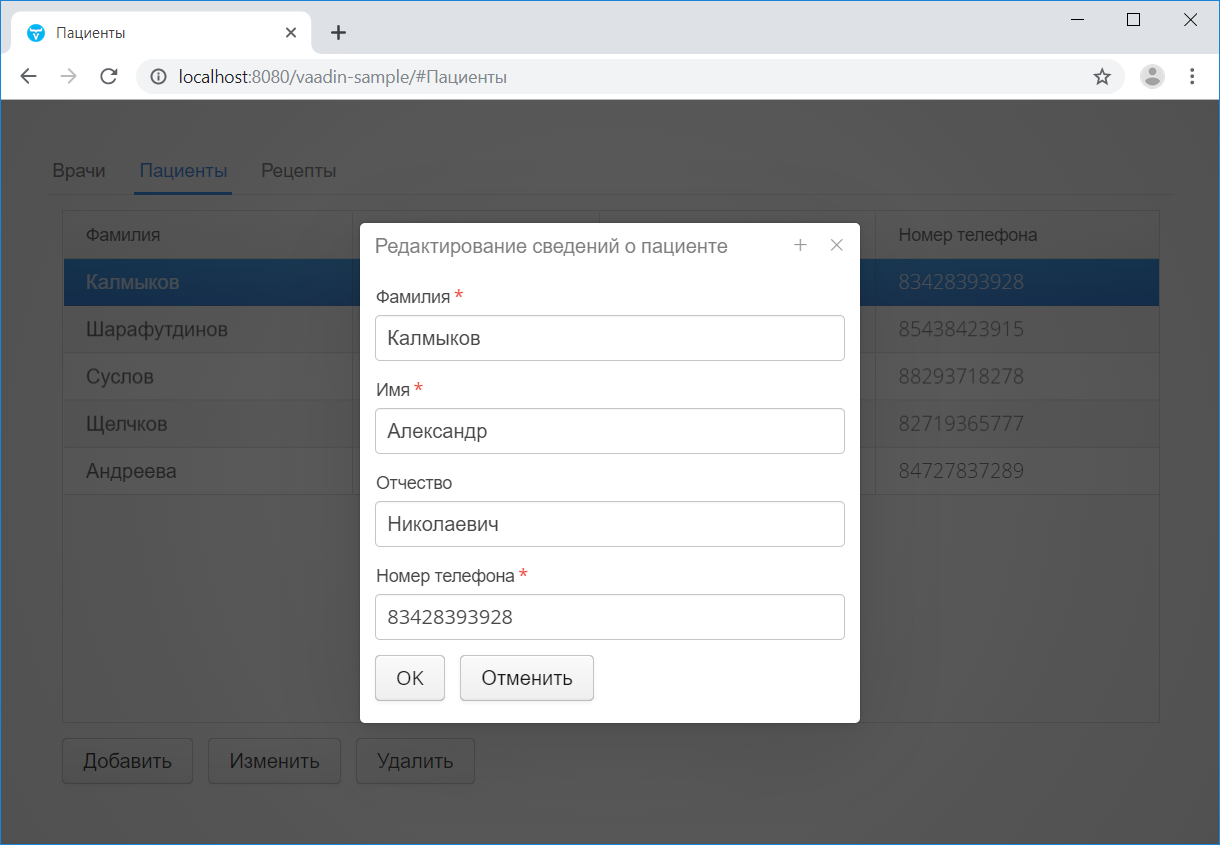 Пациенты
localhost:8080/vaadin-sample/#Пациенты
Врачи Пациенты Рецепты
Фамилия Номер телефона
Калмыков 83428393928
Шарафутдинов 85438423915
Суслов 88293718278
Щелчков 82719365777
Андреева 84727837289
Редактирование сведений о пациенте
Фамилия *
Калмыков
Имя *
Александр
Отчество
Николаевич
Номер телефона *
83428393928
OK Отменить
Добавить Изменить Удалить